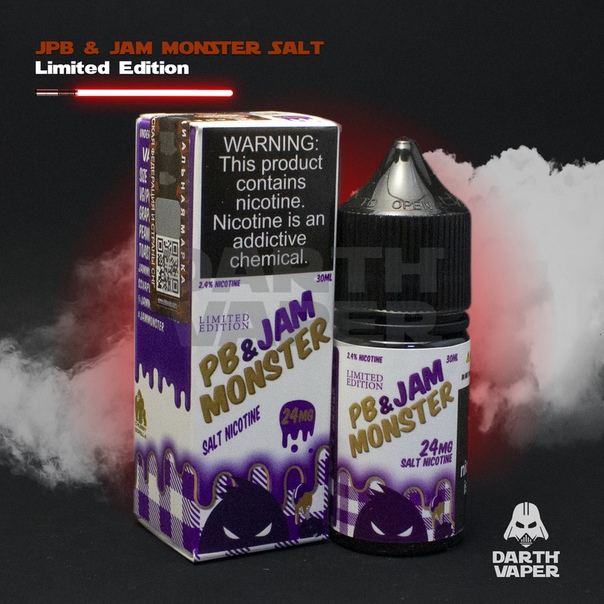 JPB & JAM MONSTER SALT
Limited Edition
WARNING:
This product
contains
nicotine.
Nicotine is an
addictive
chemical.
2.4% NICOTINE 30ML
LIMITED
EDITION
PB & JAM
MONSTER
SALT NICOTINE
24MG
TO OPEN
2.4% NICOTINE 30ML
LIMITED
EDITION
PB & JAM
MONSTER
24MG
SALT NICOTINE
DARTH
VAPER
DARTH
VAPER